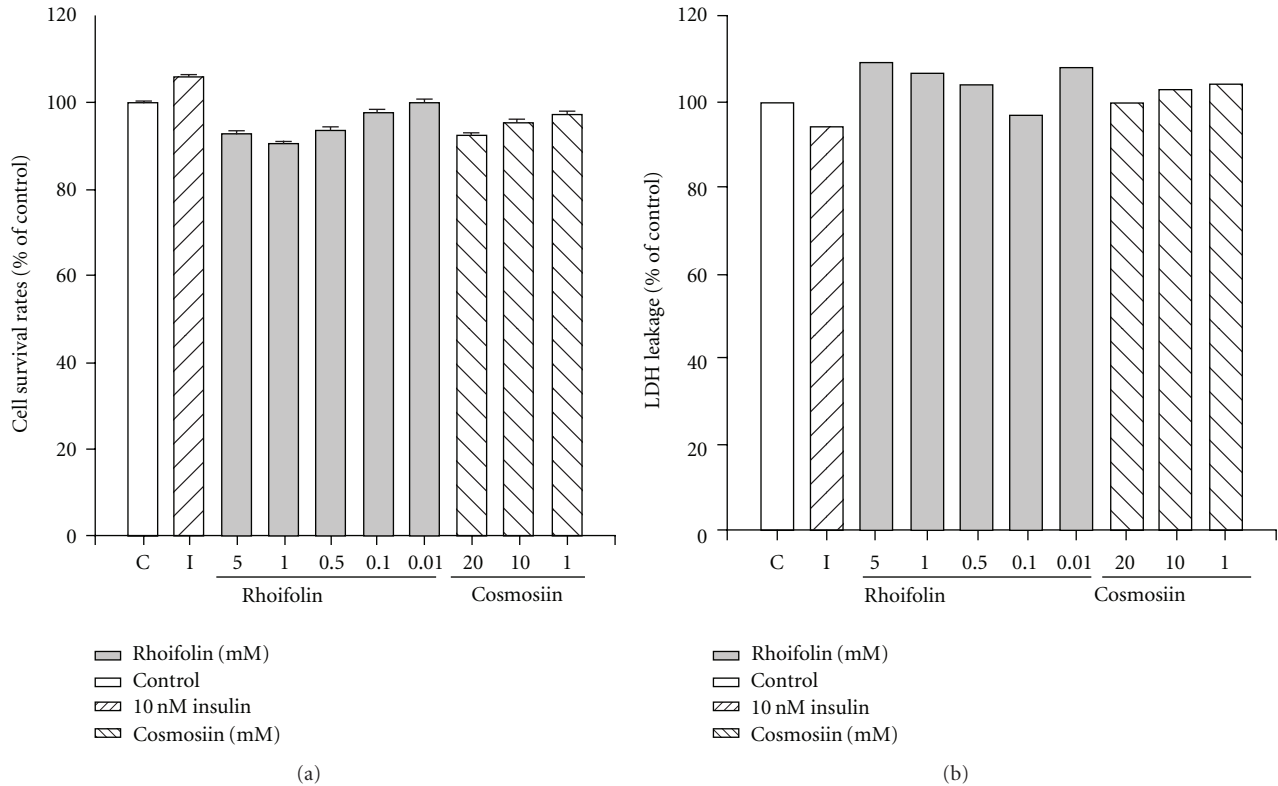 120
100
80
60
40
20
0
Cell survival rates (% of control)
C I 5 1 0.5 0.1 0.01 20 10 1
Rhoifolin Cosmosiin
Rhoifolin (mM)
Control
10 nM insulin
Cosmosiin (mM)
(a)
120
100
80
60
40
20
0
LDH leakage (% of control)
C I 5 1 0.5 0.1 0.01 20 10 1
Rhoifolin Cosmosiin
Rhoifolin (mM)
Control
10 nM insulin
Cosmosiin (mM)
(b)